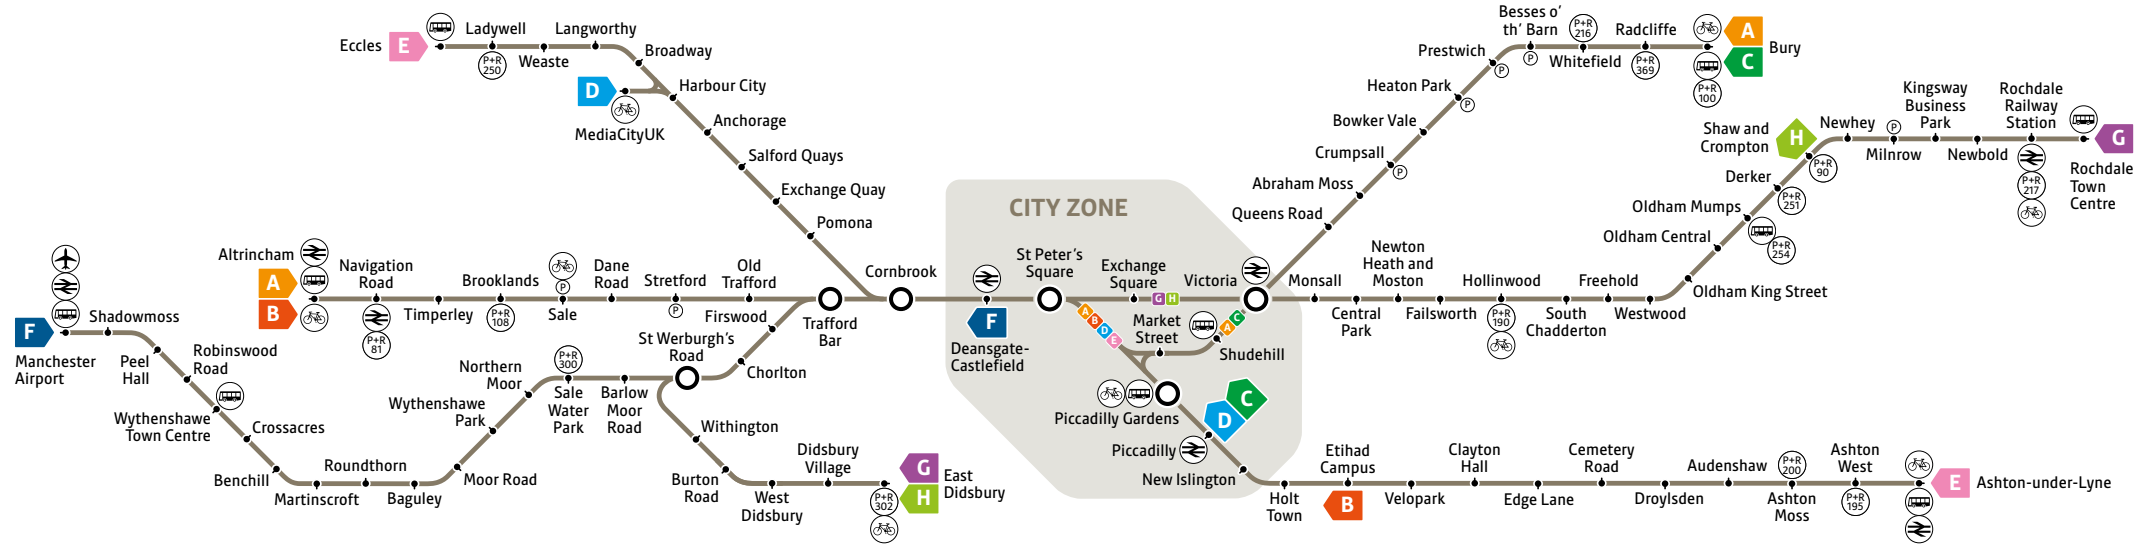 Eccles
E
Ladywell
P+R
250
Weaste
Langworthy
Broadway
Harbour City
D
MediaCityUK
Anchorage
Salford Quays
Exchange Quay
Pomona
Altrincham
A
B
Navigation
Road
P+R
81
Timperley
Brooklands
P+R
108
P
Sale
Dane
Road
Stretford
P
Old
Trafford
Trafford
Bar
Cornbrook
F
Manchester
Airport
Shadowmoss
Peel
Hall
Robinswood
Road
Wythenshawe
Town Centre
Crossacres
Benchill
Martinscroft
Roundthorn
Baguley
Moor Road
Wythenshawe
Park
Northern
Moor
P+R
300
Sale
Water
Park
Barlow
Moor
Road
St Werburgh's
Road
Chorlton
Firswood
Withington
Burton
Road
West
Didsbury
Didsbury
Village
P+R
302
G
H
East
Didsbury
CITY ZONE
F
Deansgate-
Castlefield
St Peter's
Square
Exchange
Square
G
H
Victoria
A
B
D
E
Market
Street
A
C
Shudehill
Piccadilly Gardens
C
D
Piccadilly
New Islington
Holt
Town
Etihad
Campus
B
Velopark
Clayton
Hall
Edge Lane
Cemetery
Road
Droylsden
Audenshaw
P+R
200
Ashton
Moss
Ashton
West
P+R
195
E
Ashton-under-Lyne
Queens Road
Abraham Moss
Crumpsall
P
Bowker Vale
Heaton Park
P
Prestwich
P
Besses o'
th' Barn
P
P+R
216
Whitefield
Radcliffe
P+R
369
A
C
Bury
P+R
100
Monsall
Central
Park
Newton
Heath and
Moston
Failsworth
Hollinwood
P+R
190
South
Chadderton
Freehold
Westwood
Oldham King Street
Oldham Central
Oldham Mumps
P+R
254
Derker
P+R
251
Shaw and
Crompton
H
P+R
90
Newhey
P
Milnrow
Kingsway
Business
Park
Newbold
Rochdale
Railway
Station
P+R
217
G
Rochdale
Town
Centre